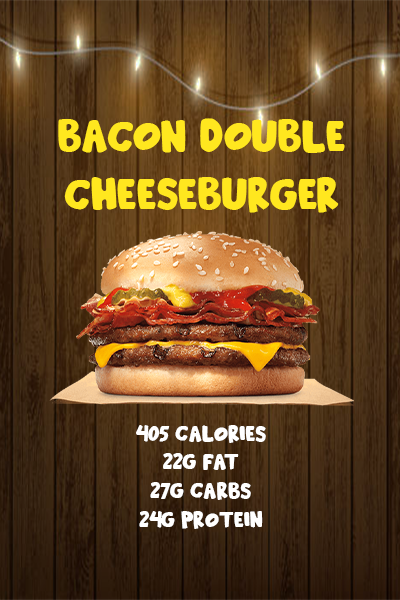 BACON DOUBLE
CHEESEBURGER
405 CALORIES
22G FAT
27G CARBS
24G PROTEIN